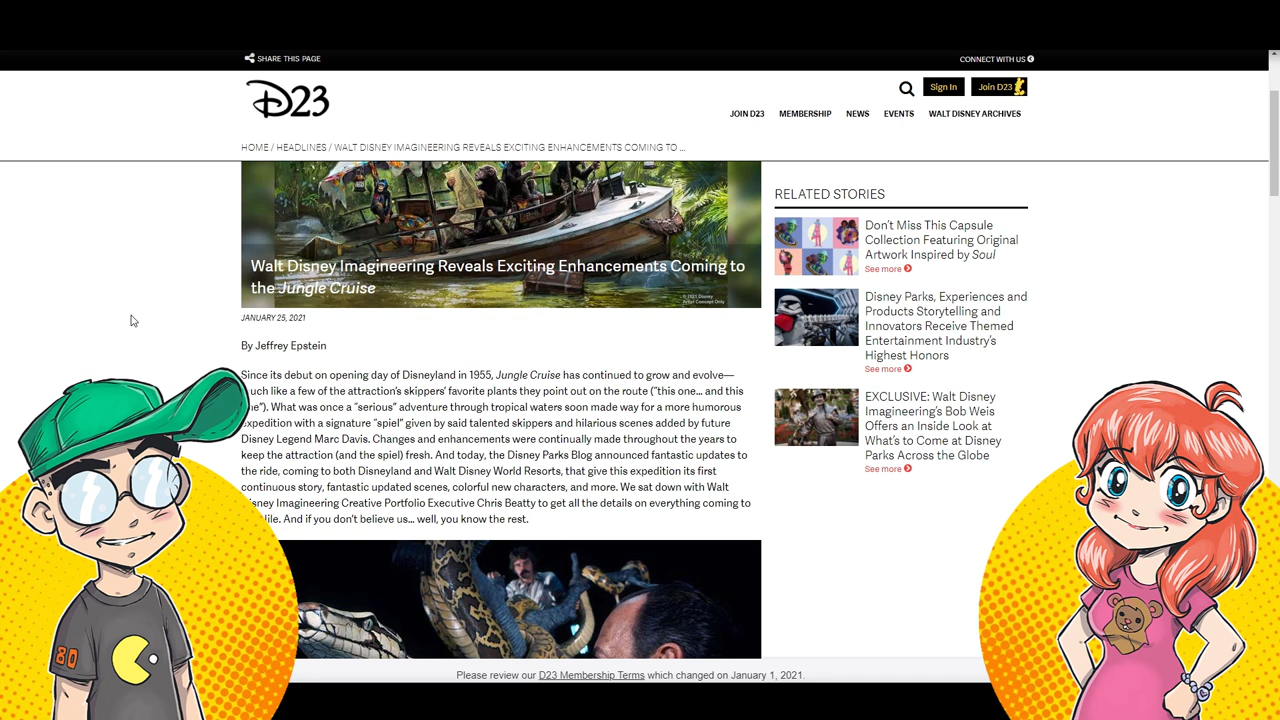 SHARE THIS PAGE
CONNECT WITH US
D23
Sign In
Join D23
JOIN D23
MEMBERSHIP
NEWS
EVENTS
WALT DISNEY ARCHIVES
HOME / HEADLINES / WALT DISNEY IMAGINEERING REVEALS EXCITING ENHANCEMENTS COMING TO ...
Walt Disney Imagineering Reveals Exciting Enhancements Coming to
the Jungle Cruise
© 2021 Disney
Artist Concept Only
JANUARY 25, 2021
By Jeffrey Epstein
Since its debut on opening day of Disneyland in 1955, Jungle Cruise has continued to grow and evolve—
much like a few of the attraction's skippers' favorite plants they point out on the route ("this one... and this
one"). What was once a "serious" adventure through tropical waters soon made way for a more humorous
expedition with a signature "spiel" given by said talented skippers and hilarious scenes added by future
Disney Legend Marc Davis. Changes and enhancements were continually made throughout the years to
keep the attraction (and the spiel) fresh. And today, the Disney Parks Blog announced fantastic updates to
the ride, coming to both Disneyland and Walt Disney World Resorts, that give this expedition its first
continuous story, fantastic updated scenes, colorful new characters, and more. We sat down with Walt
Disney Imagineering Creative Portfolio Executive Chris Beatty to get all the details on everything coming to
life. And if you don't believe us... well, you know the rest.
RELATED STORIES
Don't Miss This Capsule
Collection Featuring Original
Artwork Inspired by Soul
See more
Disney Parks, Experiences and
Products Storytelling and
Innovators Receive Themed
Entertainment Industry's
Highest Honors
See more
EXCLUSIVE: Walt Disney
Imagineering's Bob Weis
Offers an Inside Look at
What's to Come at Disney
Parks Across the Globe
See more
80
Please review our D23 Membership Terms which changed on January 1, 2021.